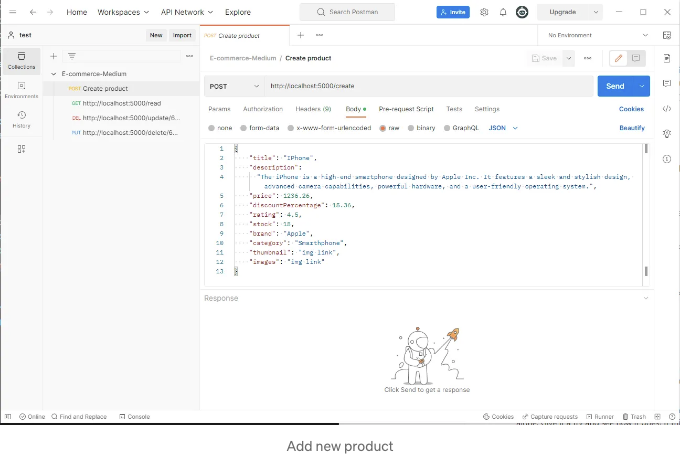 Home Workspaces API Network Explore Search Postman Invite Upgrade
test New Import POST Create product No Environment
Collections
Environments
History
E-commerce-Medium
POST Create product
GET http://localhost:5000/read
DEL http://localhost:5000/update/6...
PUT http://localhost:5000/delete/6...
E-commerce-Medium / Create product Save
POST http://localhost:5000/create Send
Params Authorization Headers (9) Body Pre-request Script Tests Settings Cookies
none form-data x-www-form-urlencoded raw binary GraphQL JSON Beautify
1 {
2 "title": "IPhone",
3 "description":
4 "The iPhone is a high-end smartphone designed by Apple Inc. It features a sleek and stylish design,
advanced camera capabilities, powerful hardware, and a user-friendly operating system.",
5 "price": 1236.26,
6 "discountPercentage": 15.36,
7 "rating": 4.5,
8 "stock": 15,
9 "brand": "Apple",
10 "category": "Smarthphone",
11 "thumbnail": "img link",
12 "images": "img link"
13 }
Response
Click Send to get a response
Online Find and Replace Console Cookies Capture requests Runner Trash
Add new product